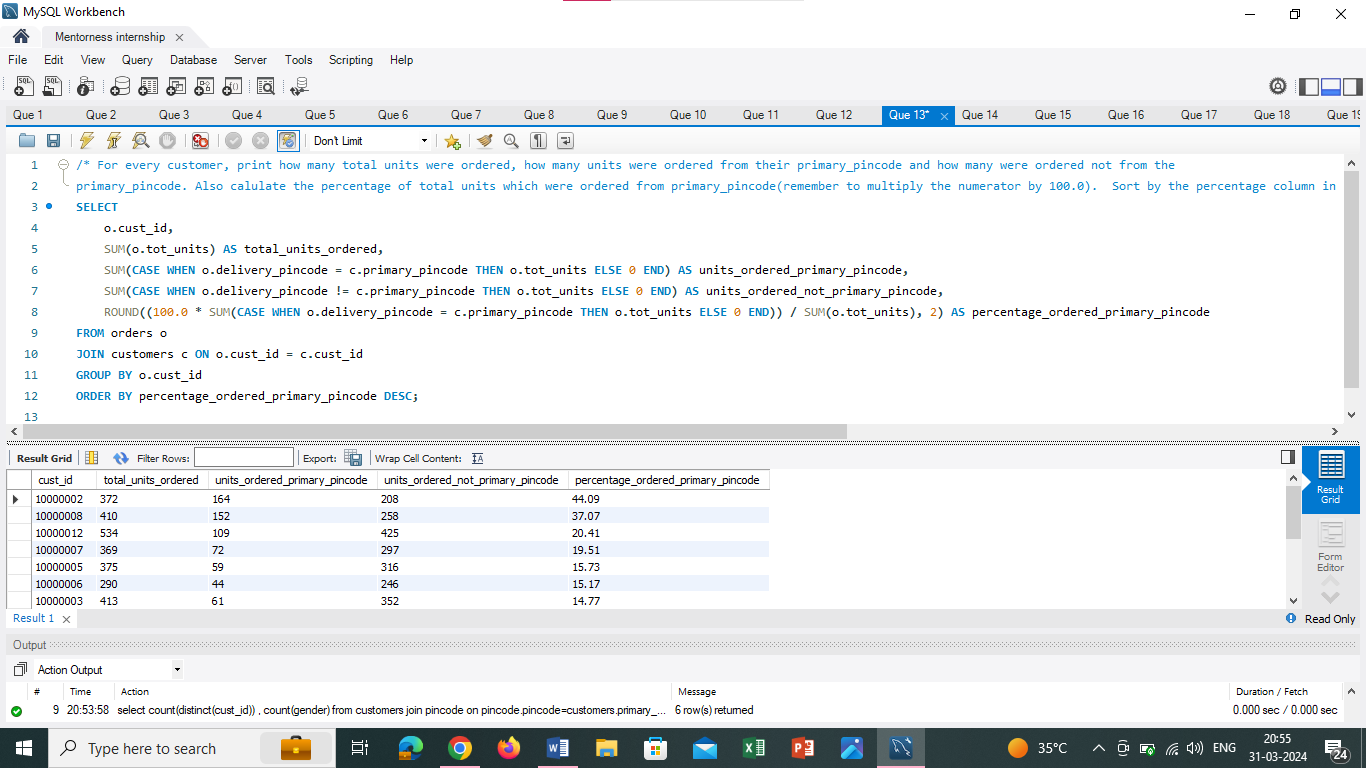 MySQL Workbench
Mentorness internship
File Edit View Query Database Server Tools Scripting Help
Que 1 Que 2 Que 3 Que 4 Que 5 Que 6 Que 7 Que 8 Que 9 Que 10 Que 11 Que 12 Que 13* Que 14 Que 15 Que 16 Que 17 Que 18 Que 19
Don't Limit
1 /* For every customer, print how many total units were ordered, how many units were ordered from their primary_pincode and how many were ordered not from the
2 primary_pincode. Also calulate the percentage of total units which were ordered from primary_pincode(remember to multiply the numerator by 100.0). Sort by the percentage column in
3 SELECT
4 o.cust_id,
5 SUM(o.tot_units) AS total_units_ordered,
6 SUM(CASE WHEN o.delivery_pincode = c.primary_pincode THEN o.tot_units ELSE 0 END) AS units_ordered_primary_pincode,
7 SUM(CASE WHEN o.delivery_pincode != c.primary_pincode THEN o.tot_units ELSE 0 END) AS units_ordered_not_primary_pincode,
8 ROUND((100.0 * SUM(CASE WHEN o.delivery_pincode = c.primary_pincode THEN o.tot_units ELSE 0 END)) / SUM(o.tot_units), 2) AS percentage_ordered_primary_pincode
9 FROM orders o
10 JOIN customers c ON o.cust_id = c.cust_id
11 GROUP BY o.cust_id
12 ORDER BY percentage_ordered_primary_pincode DESC;
13
Result Grid Filter Rows: Export: Wrap Cell Content:
cust_id total_units_ordered units_ordered_primary_pincode units_ordered_not_primary_pincode percentage_ordered_primary_pincode
10000002 372 164 208 44.09
10000008 410 152 258 37.07
10000012 534 109 425 20.41
10000007 369 72 297 19.51
10000005 375 59 316 15.73
10000006 290 44 246 15.17
10000003 413 61 352 14.77
Result Grid
Form Editor
Result 1
Read Only
Output
Action Output
# Time Action Message Duration / Fetch
9 20:53:58 select count(distinct(cust_id)) , count(gender) from customers join pincode on pincode.pincode=customers.primary_... 6 row(s) returned 0.000 sec / 0.000 sec
Type here to search
35°C
ENG
20:55
31-03-2024
24